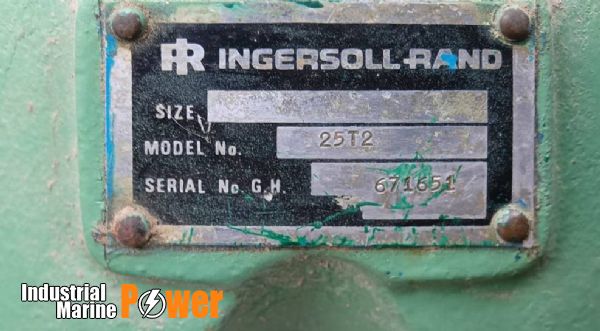 IR INGERSOLL-RAND
SIZE
MODEL No. 25T2
SERIAL No G.H. 671651
Industrial
Marine Power